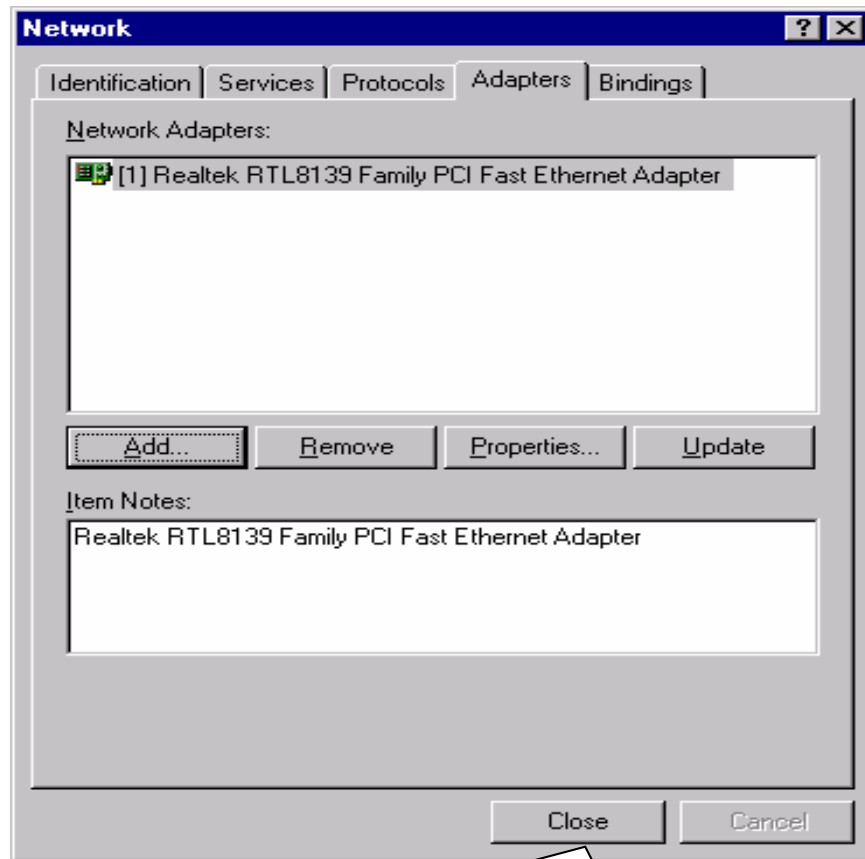 Network
Identification Services Protocols Adapters Bindings
Network Adapters:
[1] Realtek RTL8139 Family PCI Fast Ethernet Adapter
Add... Remove Properties... Update
Item Notes:
Realtek RTL8139 Family PCI Fast Ethernet Adapter
Close Cancel